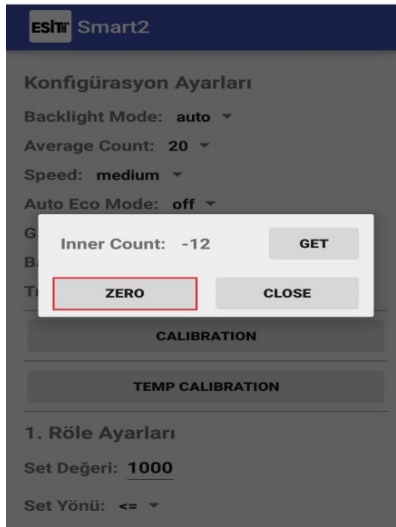 ESiT Smart2
Konfigürasyon Ayarları
Backlight Mode: auto
Average Count: 20
Speed: medium
Auto Eco Mode: off
Inner Count: -12 GET
ZERO CLOSE
CALIBRATION
TEMP CALIBRATION
1. Röle Ayarları
Set Değeri: 1000
Set Yönü: <=